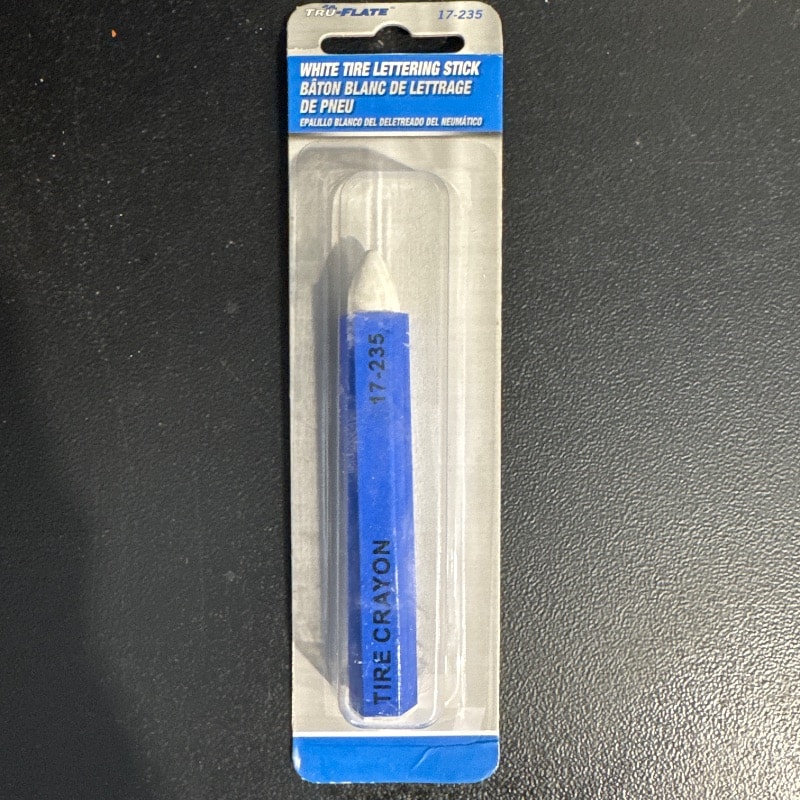 TRU-FLATE™ 17-235
WHITE TIRE LETTERING STICK
BÂTON BLANC DE LETTRAGE
DE PNEU
EPALILLO BLANCO DEL DELETREADO DEL NEUMÁTICO
TIRE CRAYON 17-235